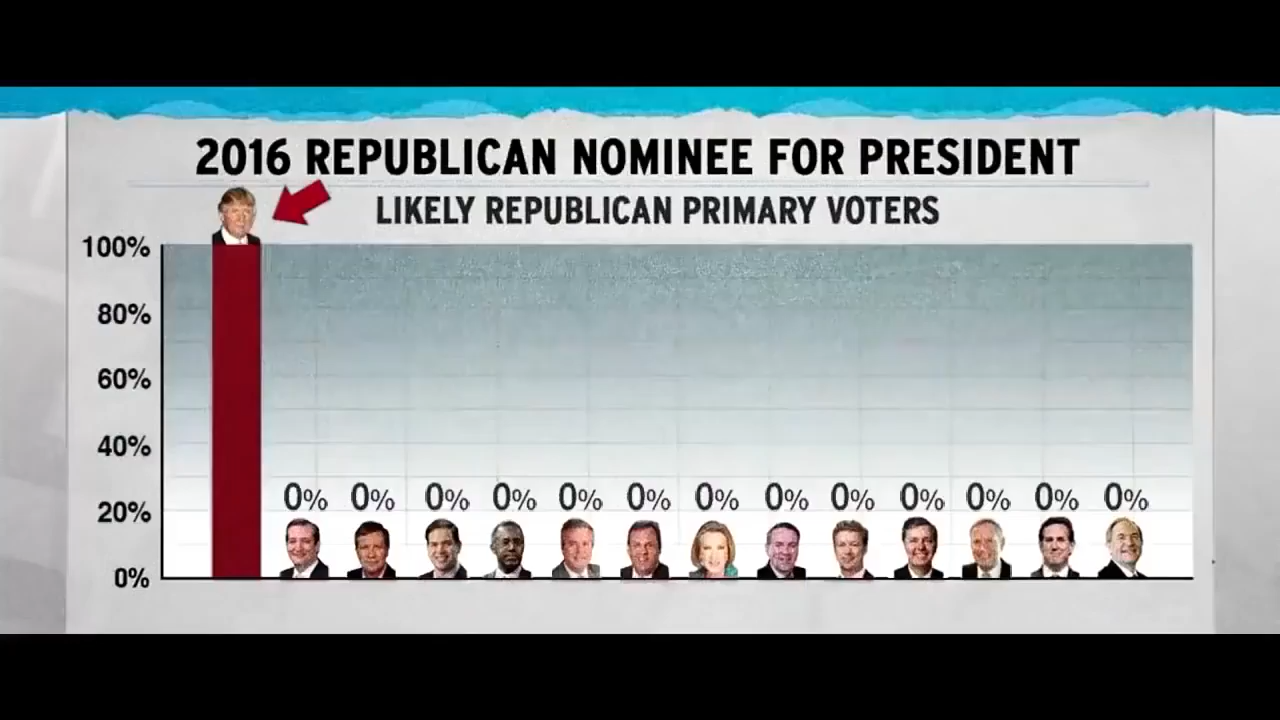 2016 REPUBLICAN NOMINEE FOR PRESIDENT
LIKELY REPUBLICAN PRIMARY VOTERS
100%
80%
60%
40%
20%
0%
0% 0% 0% 0% 0% 0% 0% 0% 0% 0% 0% 0% 0%